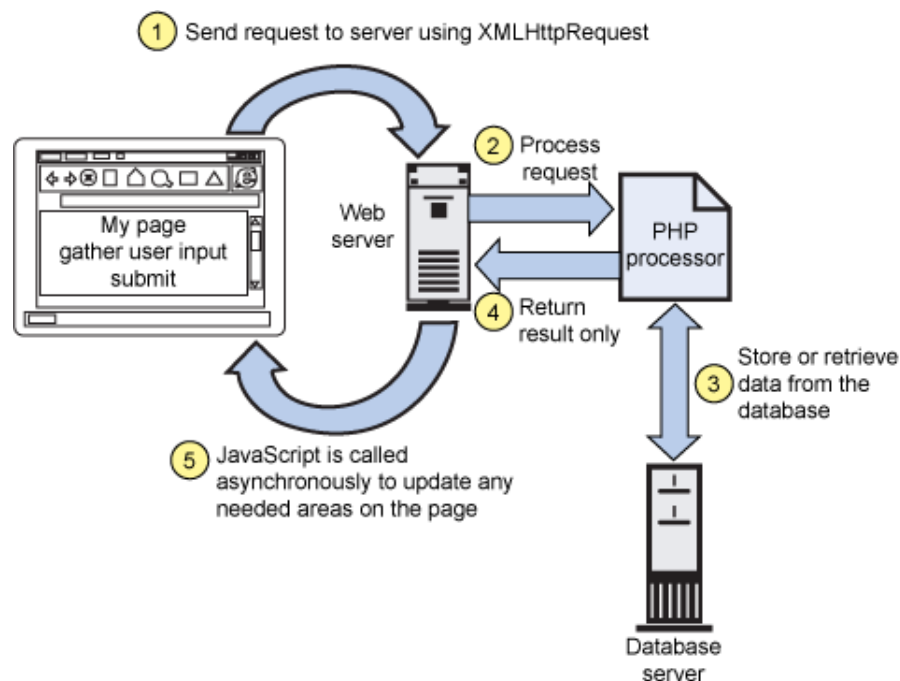 1 Send request to server using XMLHttpRequest
2 Process
request
My page
gather user input
submit
Web
server
PHP
processor
4 Return
result only
3 Store or retrieve
data from the
database
5 JavaScript is called
asynchronously to update any
needed areas on the page
Database
server